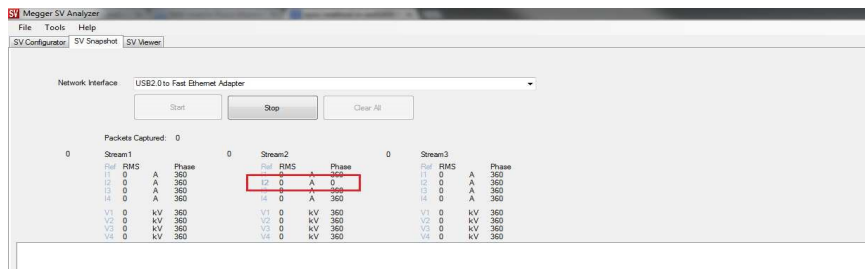 SV Megger SV Analyzer
File Tools Help
SV Configurator SV Snapshot SV Viewer
Network Interface USB2.0 to Fast Ethernet Adapter
Start Stop Clear All
Packets Captured: 0
0 Stream1 0 Stream2 0 Stream3
Ref RMS Phase Ref RMS Phase Ref RMS Phase
I1 0 A 360 I1 0 A 360 I1 0 A 360
I2 0 A 360 I2 0 A 0 I2 0 A 360
I3 0 A 360 I3 0 A 360 I3 0 A 360
I4 0 A 360 I4 0 A 360 I4 0 A 360
V1 0 kV 360 V1 0 kV 360 V1 0 kV 360
V2 0 kV 360 V2 0 kV 360 V2 0 kV 360
V3 0 kV 360 V3 0 kV 360 V3 0 kV 360
V4 0 kV 360 V4 0 kV 360 V4 0 kV 360